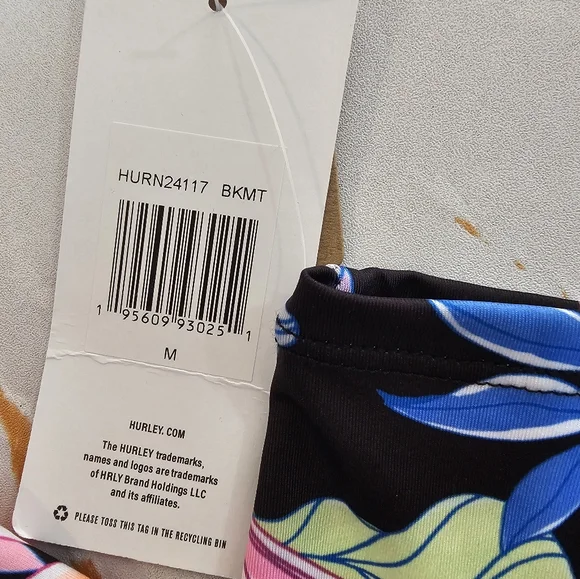 HURN24117 BKMT
1 95609 93025 1
M
HURLEY.COM
The HURLEY trademarks,
names and logos are trademarks
of HRLY Brand Holdings LLC
and its affiliates.
PLEASE TOSS THIS TAG IN THE RECYCLING BIN